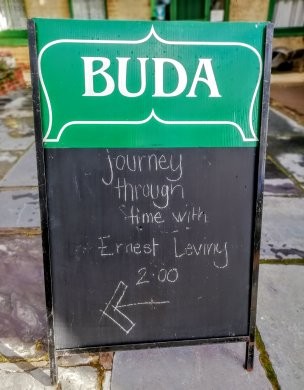 BUDA
journey
through
time with
Ernest Leviny
2.00